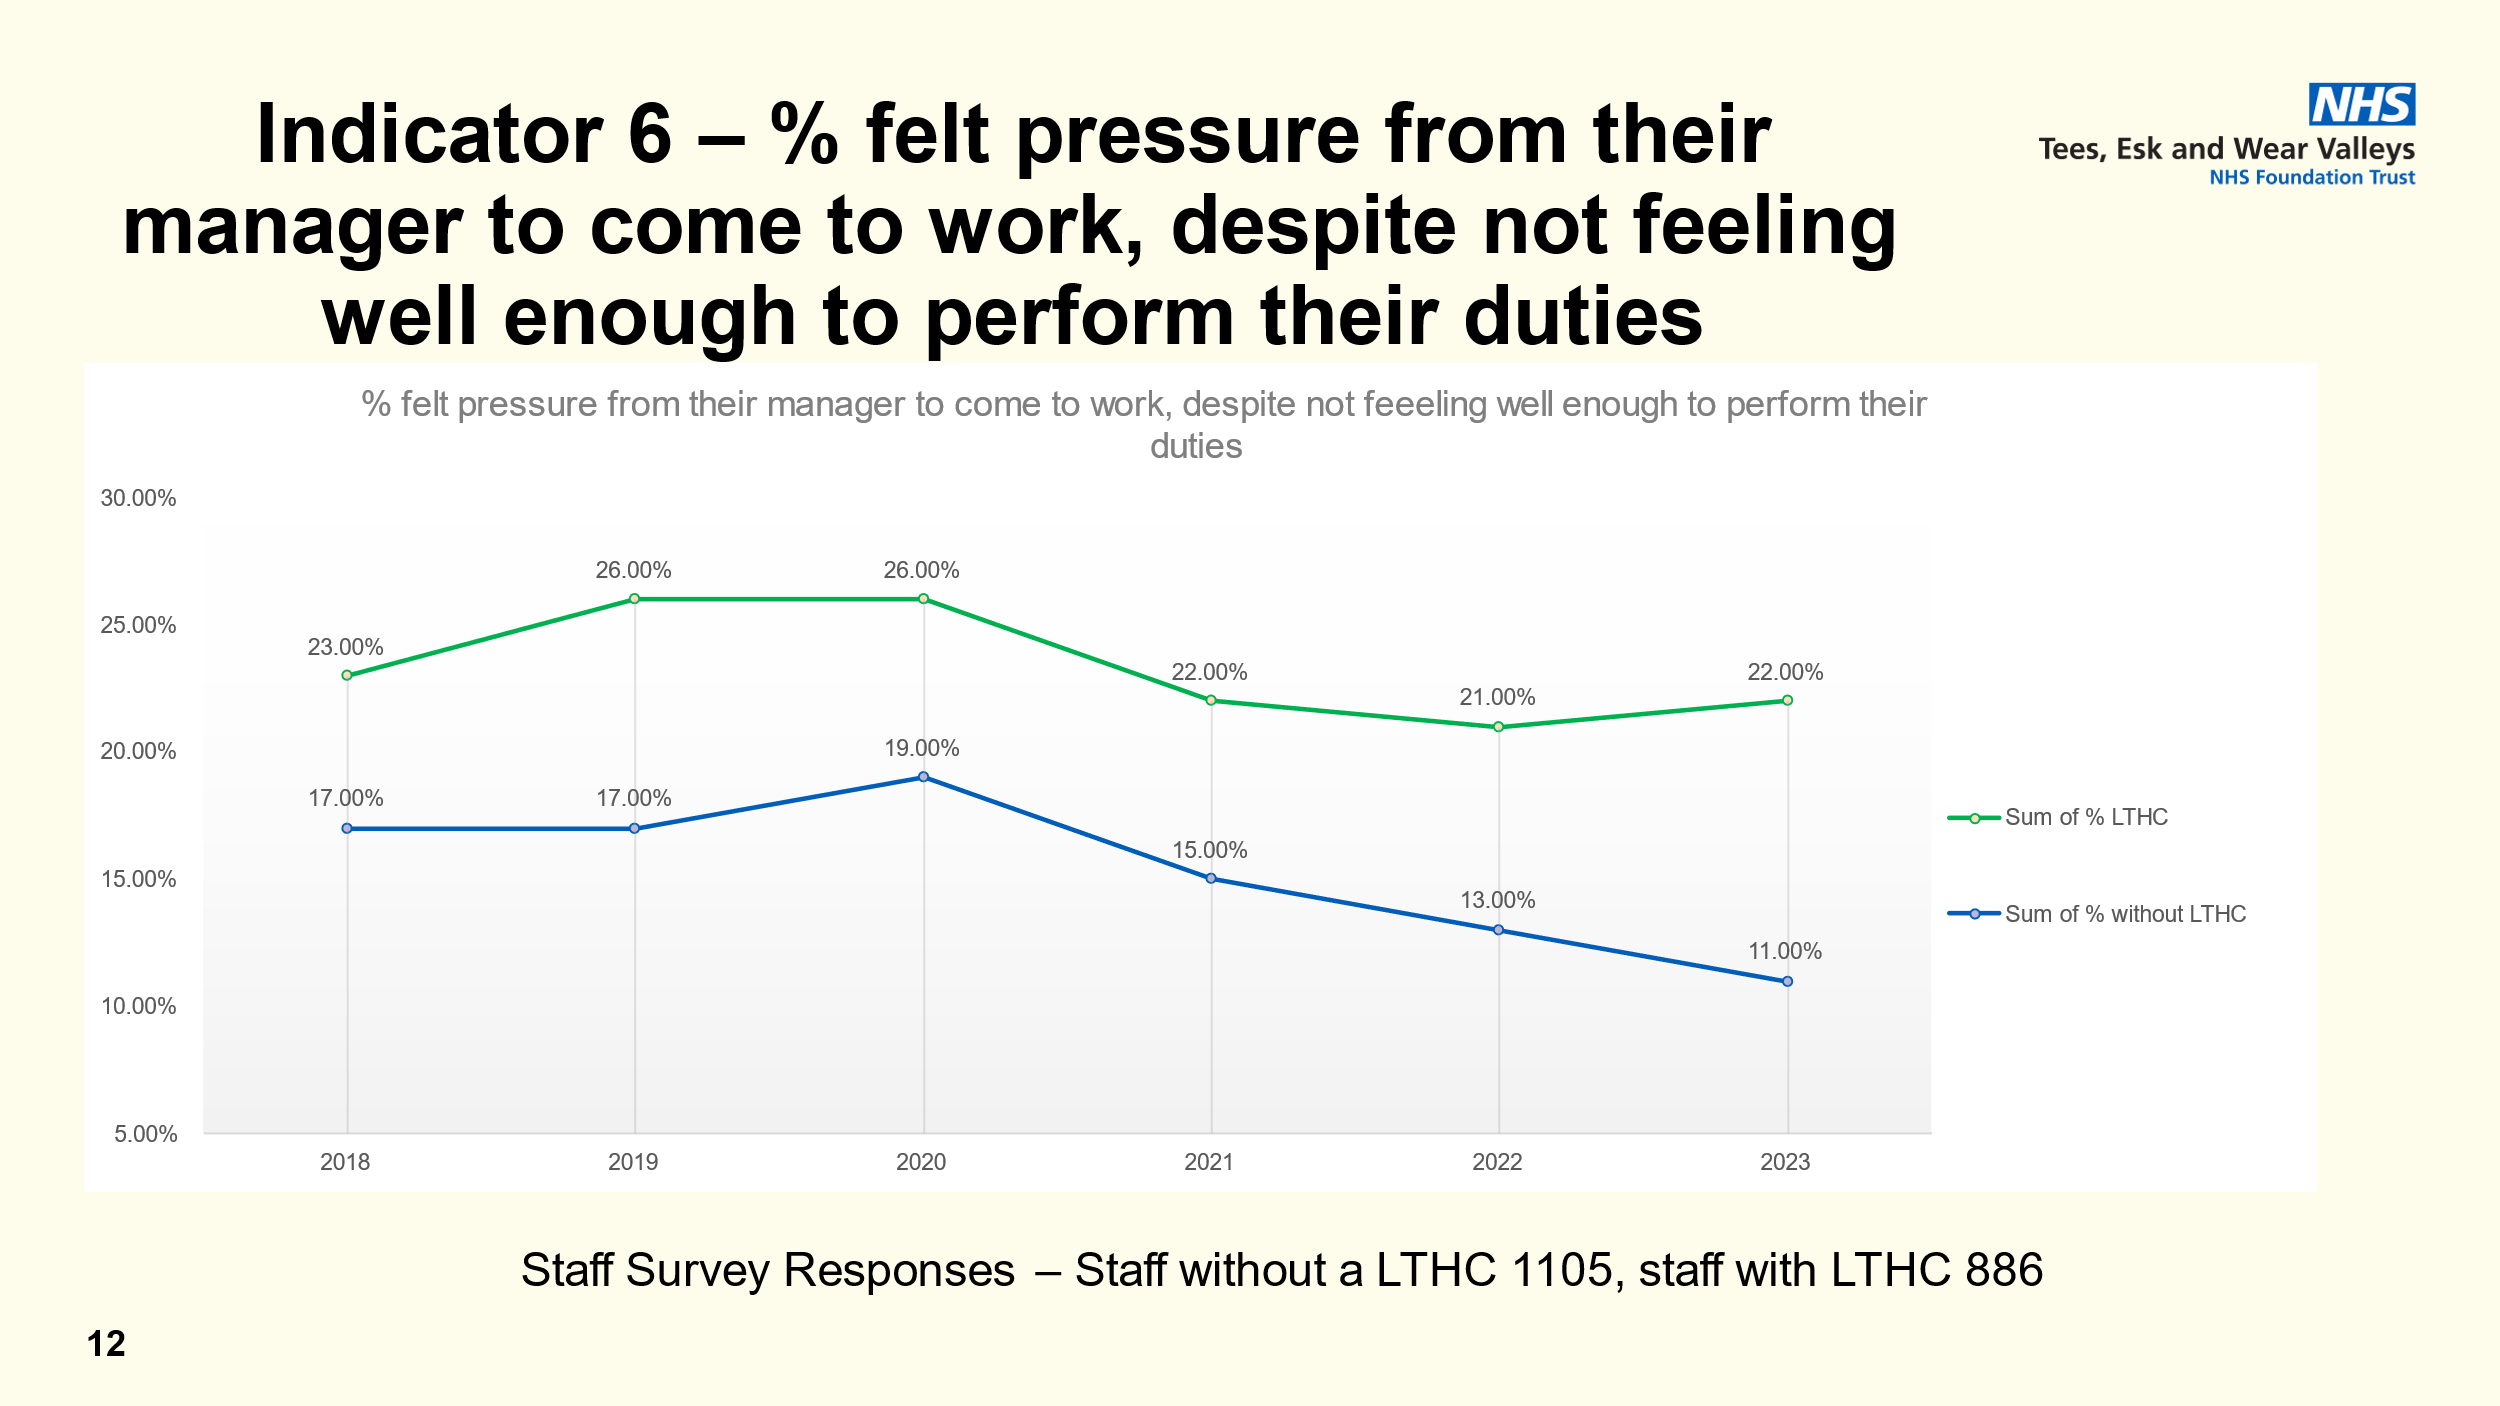 Indicator 6 – % felt pressure from their
manager to come to work, despite not feeling
well enough to perform their duties
NHS
Tees, Esk and Wear Valleys
NHS Foundation Trust
% felt pressure from their manager to come to work, despite not feeeling well enough to perform their
duties
30.00%
25.00%
20.00%
15.00%
10.00%
5.00%
23.00%
26.00%
26.00%
22.00%
21.00%
22.00%
17.00%
17.00%
19.00%
15.00%
13.00%
11.00%
2018
2019
2020
2021
2022
2023
Sum of % LTHC
Sum of % without LTHC
Staff Survey Responses – Staff without a LTHC 1105, staff with LTHC 886
12